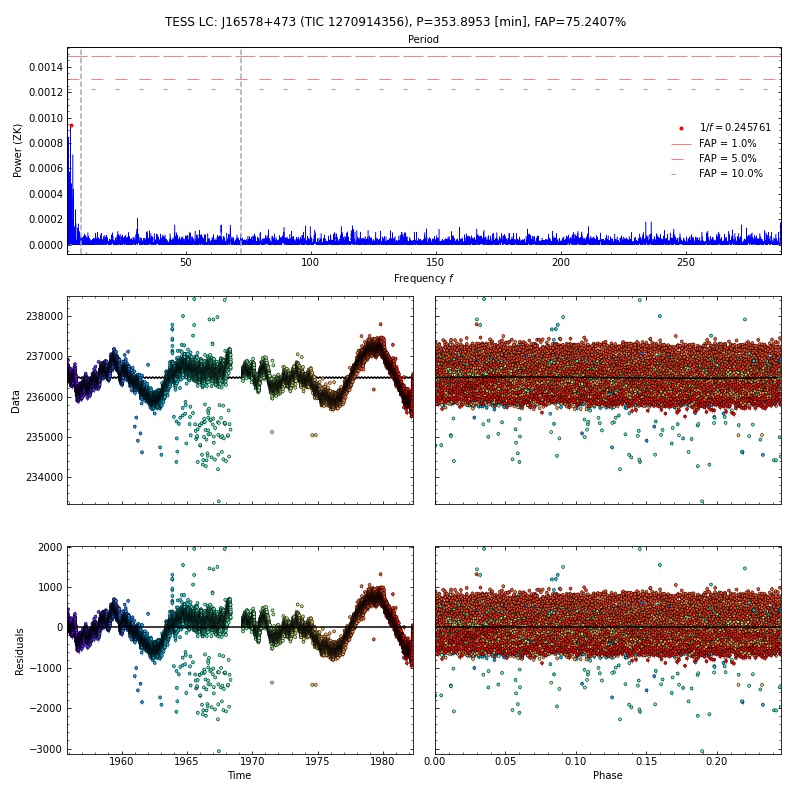 TESS LC: J16578+473 (TIC 1270914356), P=353.8953 [min], FAP=75.2407%
Period
Power (ZK)
0.0014
0.0012
0.0010
0.0008
0.0006
0.0004
0.0002
0.0000
1/f = 0.245761
FAP = 1.0%
FAP = 5.0%
FAP = 10.0%
50 100 150 200 250
Frequency f
Data
238000
237000
236000
235000
234000
Residuals
2000
1000
0
−1000
−2000
−3000
1960 1965 1970 1975 1980
Time
0.00 0.05 0.10 0.15 0.20
Phase